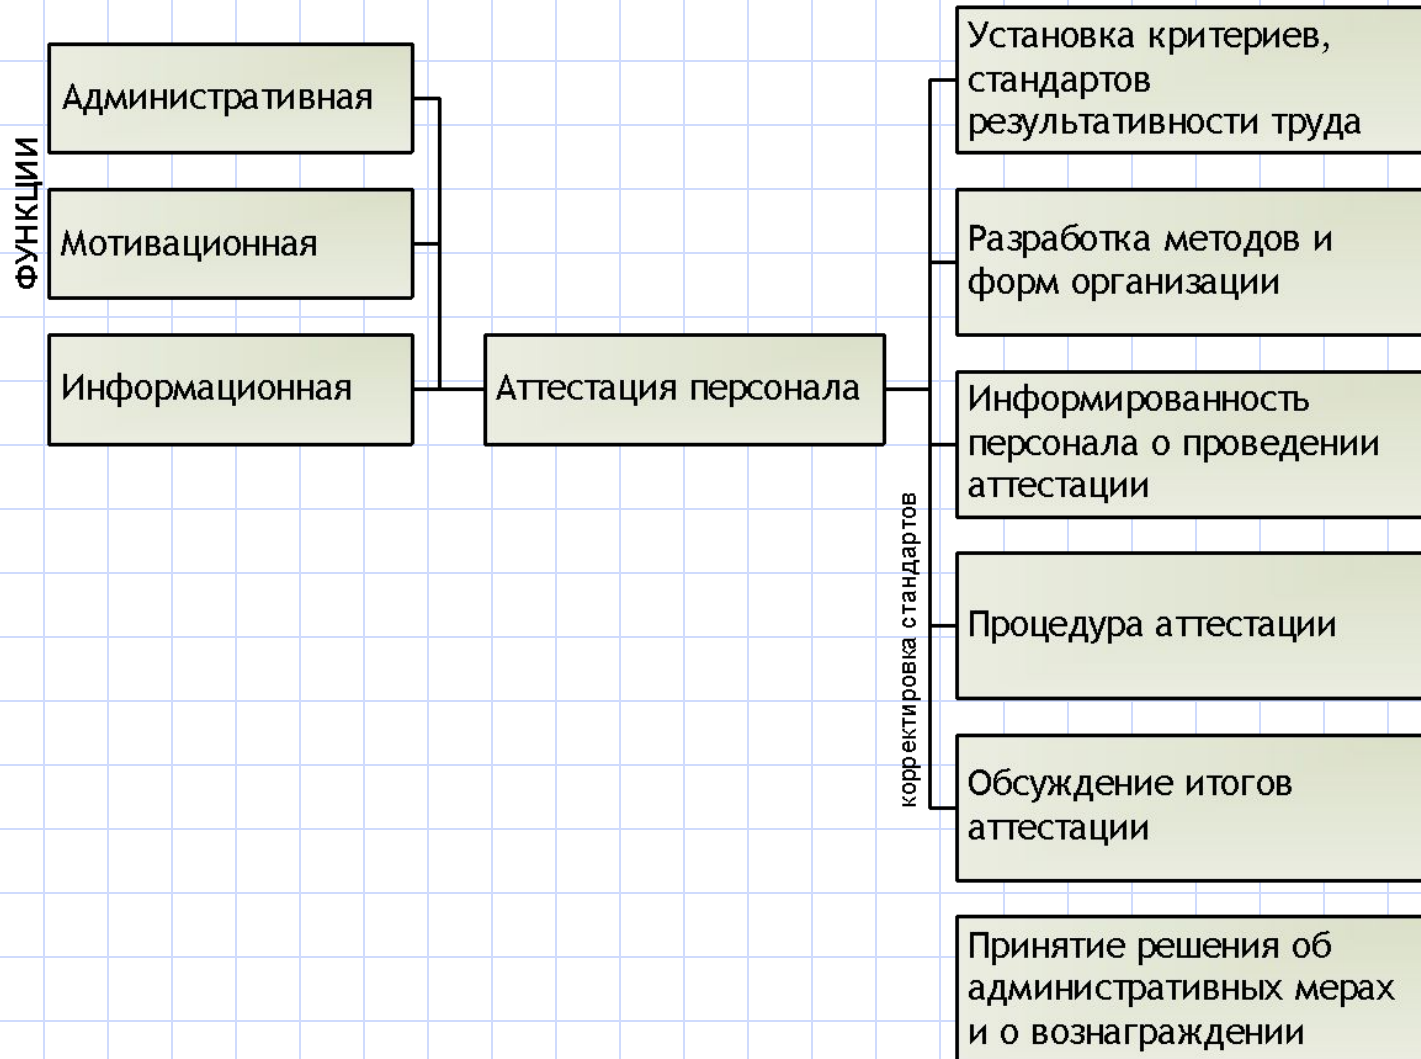 ФУНКЦИИ
Административная
Мотивационная
Информационная
Аттестация персонала
корректировка стандартов
Установка критериев,
стандартов
результативности труда
Разработка методов и
форм организации
Информированность
персонала о проведении
аттестации
Процедура аттестации
Обсуждение итогов
аттестации
Принятие решения об
административных мерах
и о вознаграждении